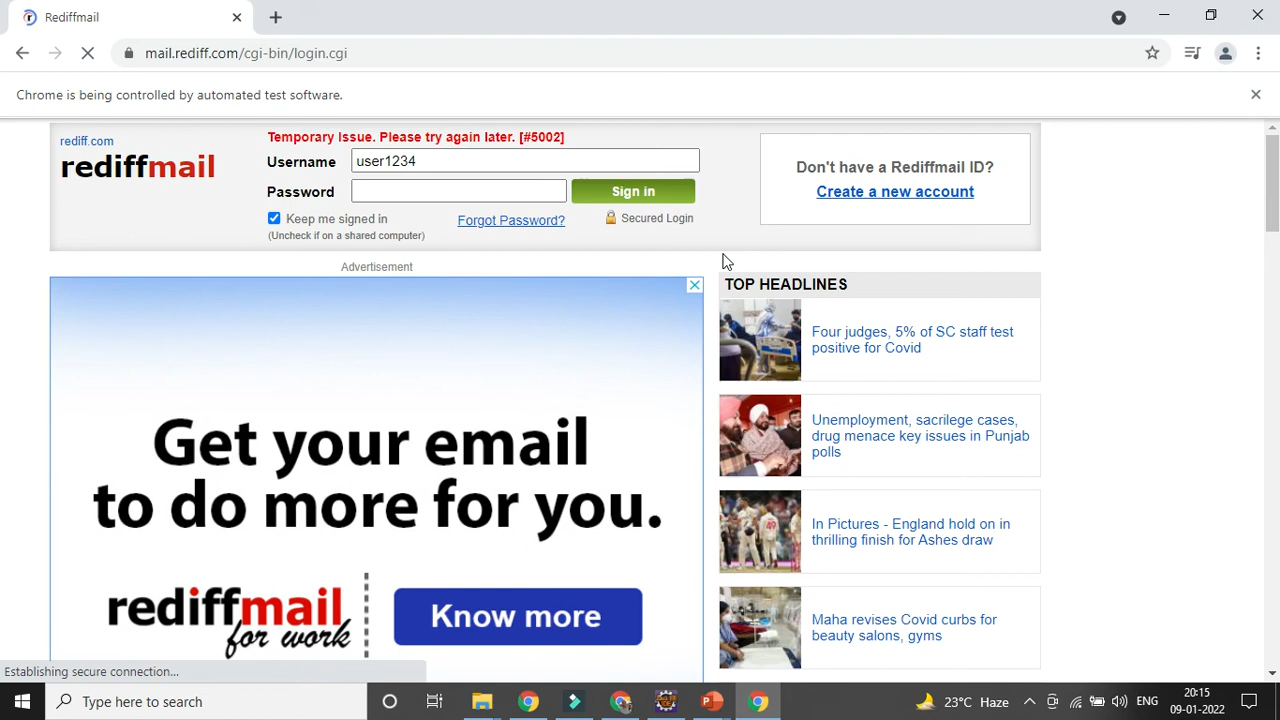 Rediffmail
mail.rediff.com/cgi-bin/login.cgi
Chrome is being controlled by automated test software.
rediff.com
rediffmail
Temporary Issue. Please try again later. [#5002]
Username
user1234
Password
Sign in
Keep me signed in
(Uncheck if on a shared computer)
Forgot Password?
Secured Login
Don't have a Rediffmail ID?
Create a new account
Advertisement
Get your email
to do more for you.
rediffmail
for work
Know more
TOP HEADLINES
Four judges, 5% of SC staff test
positive for Covid
Unemployment, sacrilege cases,
drug menace key issues in Punjab
polls
In Pictures - England hold on in
thrilling finish for Ashes draw
Maha revises Covid curbs for
beauty salons, gyms
Establishing secure connection...
Type here to search
23°C Haze
ENG
20:15
09-01-2022